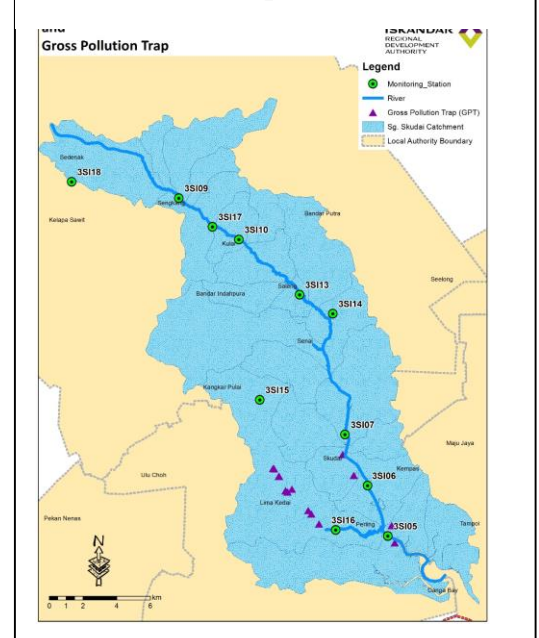 and
Gross Pollution Trap
ISKANDAR
REGIONAL
DEVELOPMENT
AUTHORITY
Legend
Monitoring_Station
River
Gross Pollution Trap (GPT)
Sg. Skudai Catchment
Local Authority Boundary
Sedenak
3SI18
3SI09
Sengkang
Kelapa Sawit
3SI17
3SI10
Kulai
Bandar Putra
Seelong
3SI13
Saleng
Bandar Indahpura
3SI14
Senai
Kangkar Pulai
3SI15
3SI07
Maju Jaya
Skudai
Kempas
Ulu Choh
3SI06
Lima Kedai
Pekan Nenas
3SI16
Perling
3SI05
Tampoi
N
Danga Bay
km
0 1 2 4 6